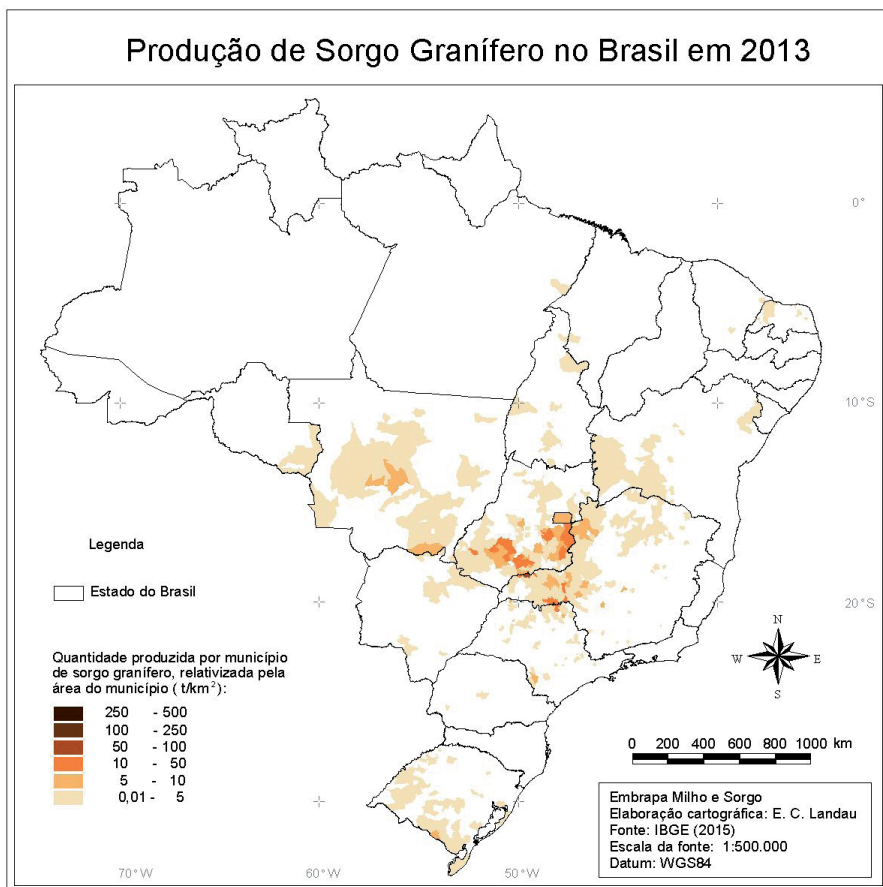 Produção de Sorgo Granífero no Brasil em 2013
0°
10°S
Legenda
Estado do Brasil
20°S
N
W E
S
Quantidade produzida por município
de sorgo granífero, relativizada pela
área do município ( t/km²):
250 - 500
100 - 250
50 - 100
10 - 50
5 - 10
0,01 - 5
0 200 400 600 800 1000 km
Embrapa Milho e Sorgo
Elaboração cartográfica: E. C. Landau
Fonte: IBGE (2015)
Escala da fonte: 1:500.000
Datum: WGS84
70°W 60°W 50°W